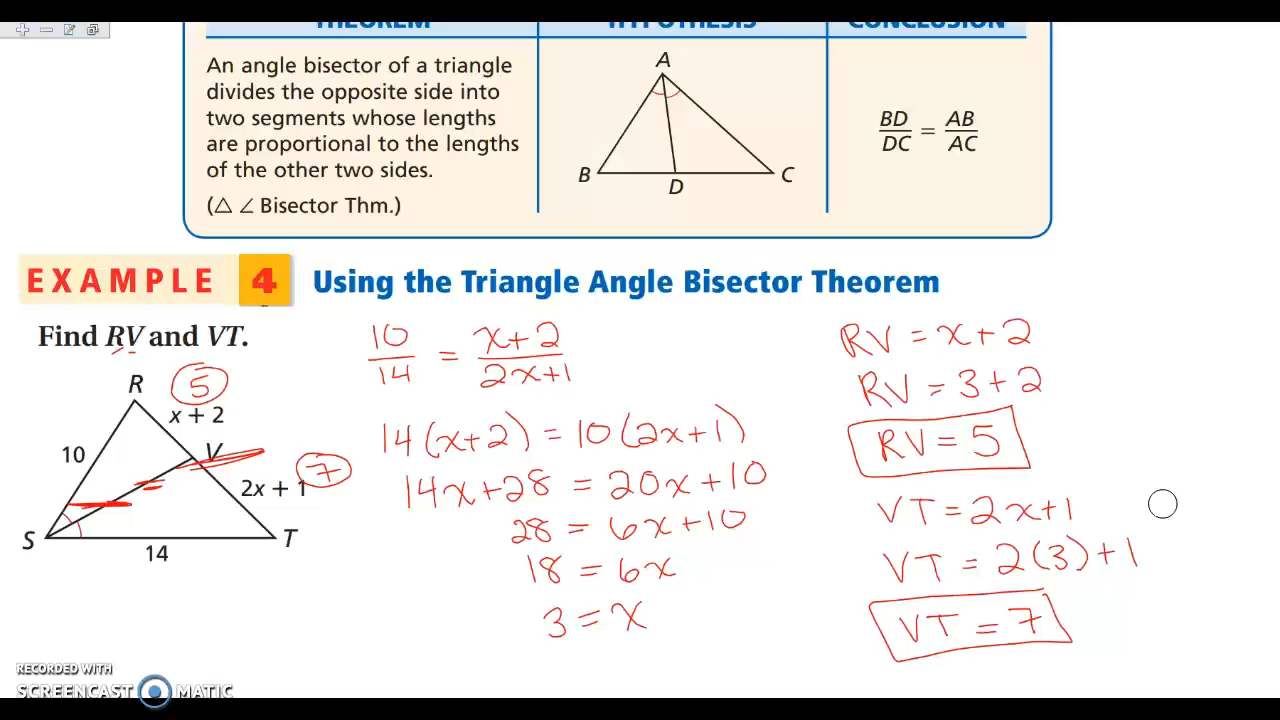 THEOREM HYPOTHESIS CONCLUSION
An angle bisector of a triangle
divides the opposite side into
two segments whose lengths
are proportional to the lengths
of the other two sides.
(△ ∠ Bisector Thm.)
A
B
D
C
BD/DC = AB/AC
EXAMPLE 4 Using the Triangle Angle Bisector Theorem
Find RV and VT.
R
5
x + 2
10
V
7
2x + 1
S
14
T
10/14 = x+2/2x+1
14(x+2) = 10(2x+1)
14x+28 = 20x+10
28 = 6x+10
18 = 6x
3 = x
RV = x+2
RV = 3+2
RV = 5
VT = 2x+1
VT = 2(3)+1
VT = 7
RECORDED WITH
SCREENCAST MATIC